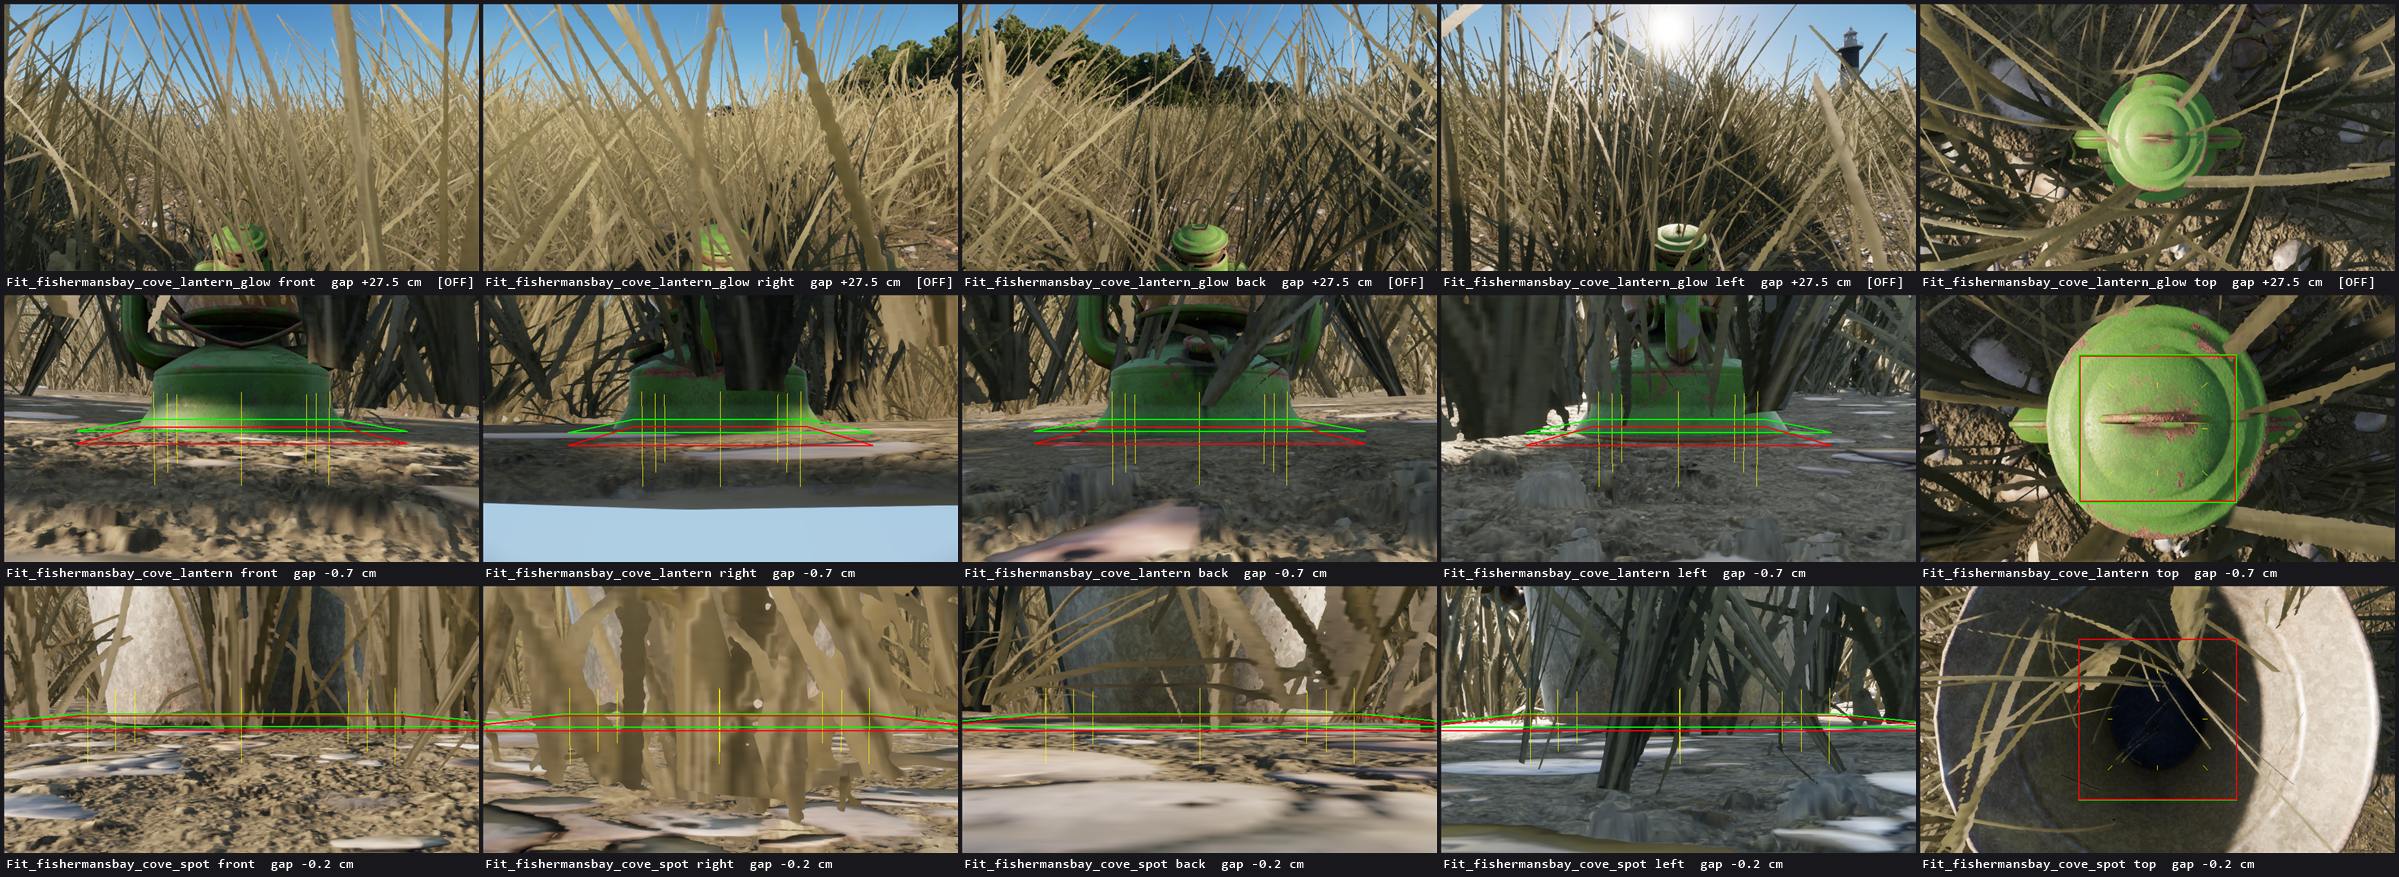 Fit_fishermansbay_cove_lantern_glow front  gap +27.5 cm  [OFF]
Fit_fishermansbay_cove_lantern_glow right  gap +27.5 cm  [OFF]
Fit_fishermansbay_cove_lantern_glow back  gap +27.5 cm  [OFF]
Fit_fishermansbay_cove_lantern_glow left  gap +27.5 cm  [OFF]
Fit_fishermansbay_cove_lantern_glow top  gap +27.5 cm  [OFF]
Fit_fishermansbay_cove_lantern front  gap -0.7 cm
Fit_fishermansbay_cove_lantern right  gap -0.7 cm
Fit_fishermansbay_cove_lantern back  gap -0.7 cm
Fit_fishermansbay_cove_lantern left  gap -0.7 cm
Fit_fishermansbay_cove_lantern top  gap -0.7 cm
Fit_fishermansbay_cove_spot front  gap -0.2 cm
Fit_fishermansbay_cove_spot right  gap -0.2 cm
Fit_fishermansbay_cove_spot back  gap -0.2 cm
Fit_fishermansbay_cove_spot left  gap -0.2 cm
Fit_fishermansbay_cove_spot top  gap -0.2 cm